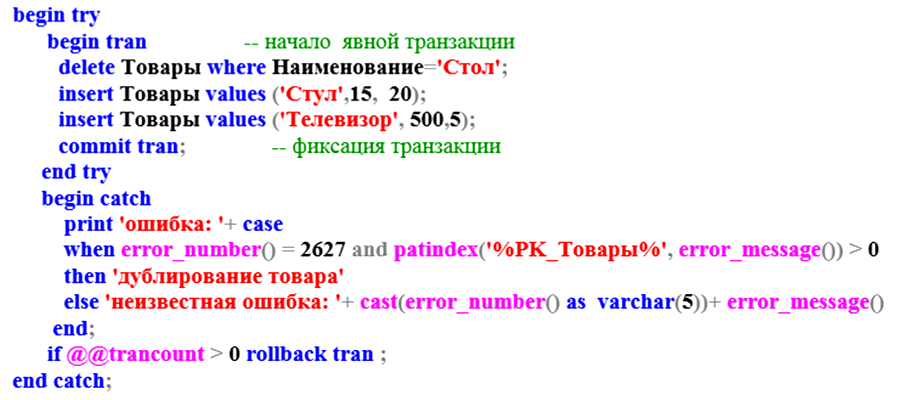 begin try
begin tran -- начало явной транзакции
delete Товары where Наименование='Стол';
insert Товары values ('Стул',15, 20);
insert Товары values ('Телевизор', 500,5);
commit tran; -- фиксация транзакции
end try
begin catch
print 'ошибка: '+ case
when error_number() = 2627 and patindex('%PK_Товары%', error_message()) > 0
then 'дублирование товара'
else 'неизвестная ошибка: '+ cast(error_number() as varchar(5))+ error_message()
end;
if @@trancount > 0 rollback tran ;
end catch;